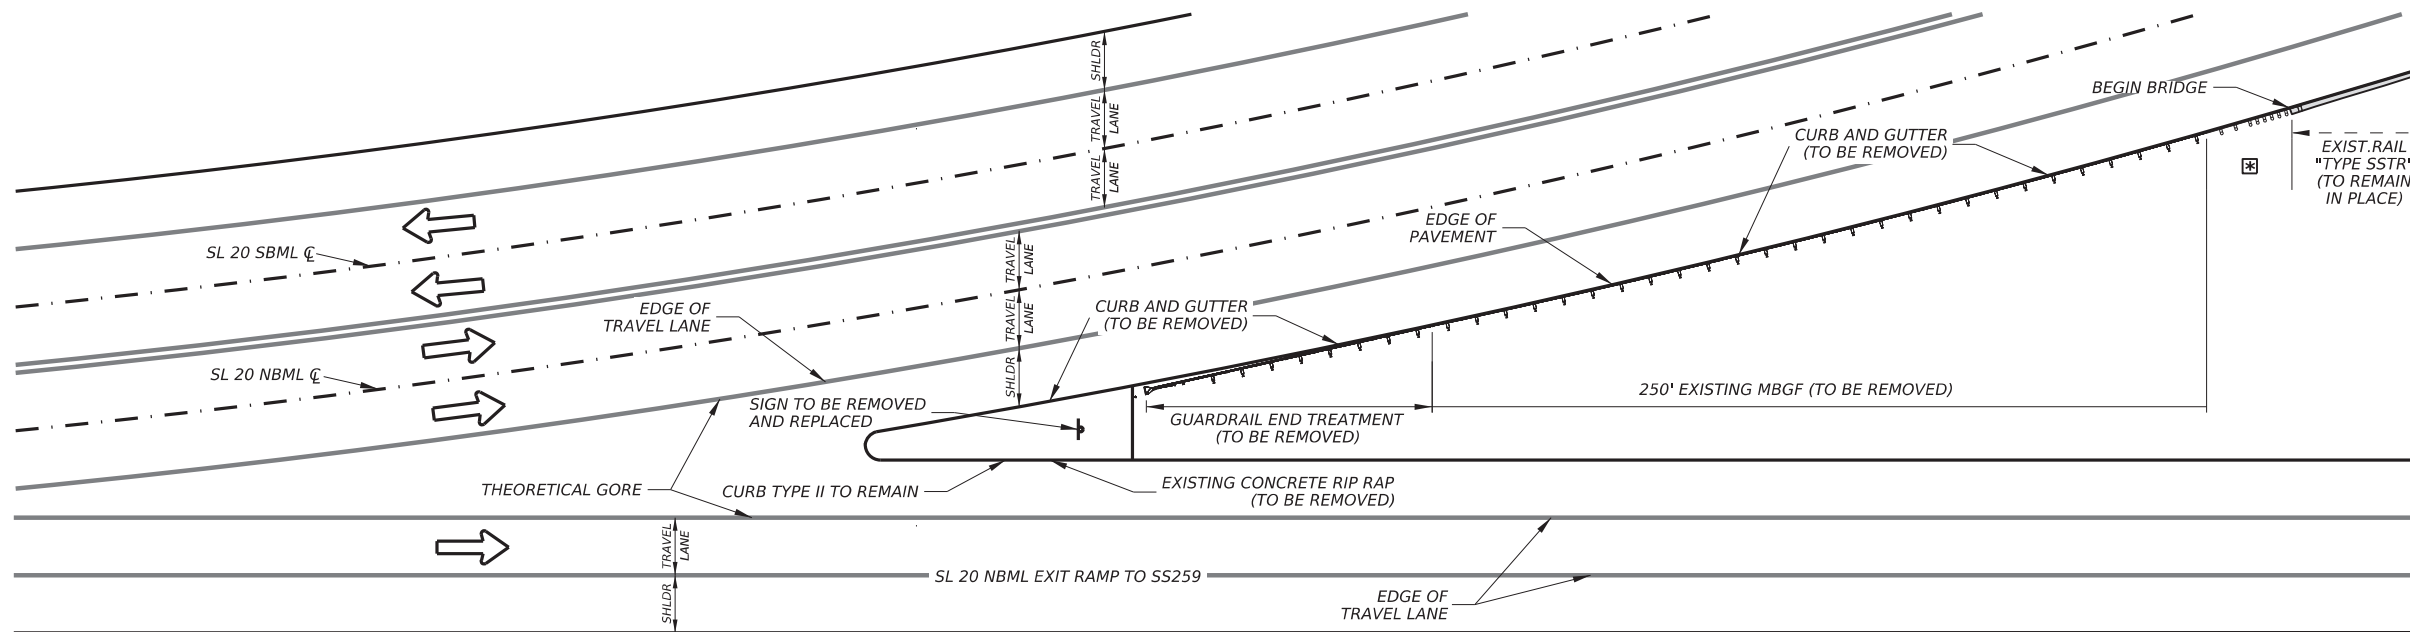 SHLDR
TRAVEL
LANE
TRAVEL
LANE
BEGIN BRIDGE
CURB AND GUTTER
(TO BE REMOVED)
EXIST.RAIL
"TYPE SSTR"
(TO REMAIN
IN PLACE)
*
EDGE OF
PAVEMENT
SL 20 SBML ℄
TRAVEL
LANE
TRAVEL
LANE
SHLDR
EDGE OF
TRAVEL LANE
CURB AND GUTTER
(TO BE REMOVED)
SL 20 NBML ℄
250' EXISTING MBGF (TO BE REMOVED)
SIGN TO BE REMOVED
AND REPLACED
GUARDRAIL END TREATMENT
(TO BE REMOVED)
THEORETICAL GORE
CURB TYPE II TO REMAIN
EXISTING CONCRETE RIP RAP
(TO BE REMOVED)
TRAVEL
LANE
SHLDR
SL 20 NBML EXIT RAMP TO SS259
EDGE OF
TRAVEL LANE